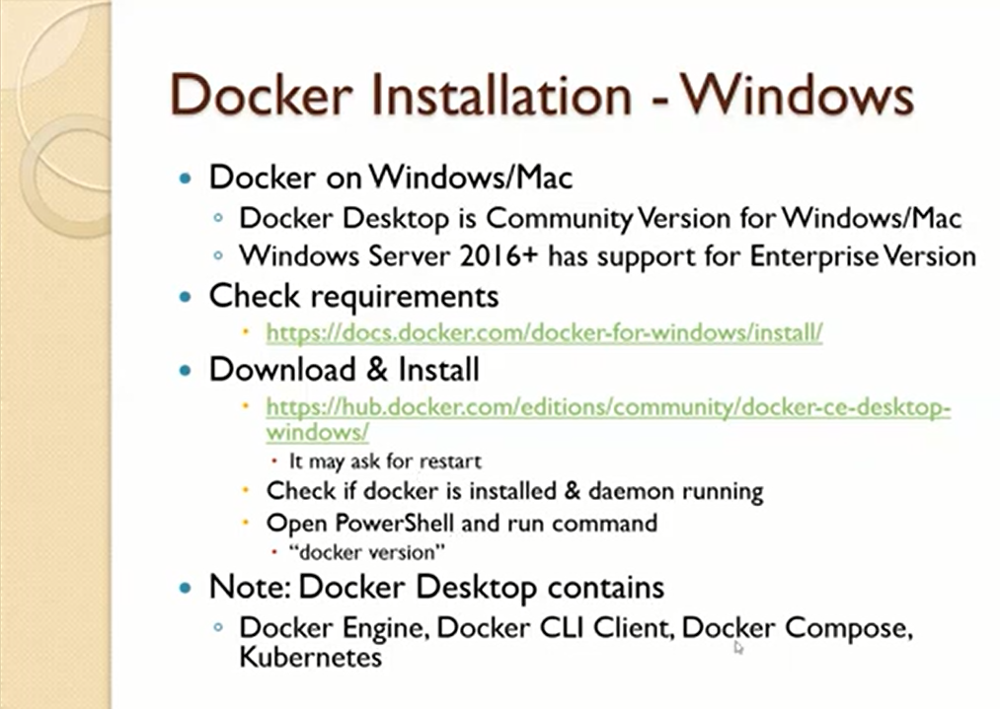 Docker Installation - Windows
Docker on Windows/Mac
Docker Desktop is Community Version for Windows/Mac
Windows Server 2016+ has support for Enterprise Version
Check requirements
https://docs.docker.com/docker-for-windows/install/
Download & Install
https://hub.docker.com/editions/community/docker-ce-desktop-
windows/
It may ask for restart
Check if docker is installed & daemon running
Open PowerShell and run command
“docker version”
Note: Docker Desktop contains
Docker Engine, Docker CLI Client, Docker Compose,
Kubernetes